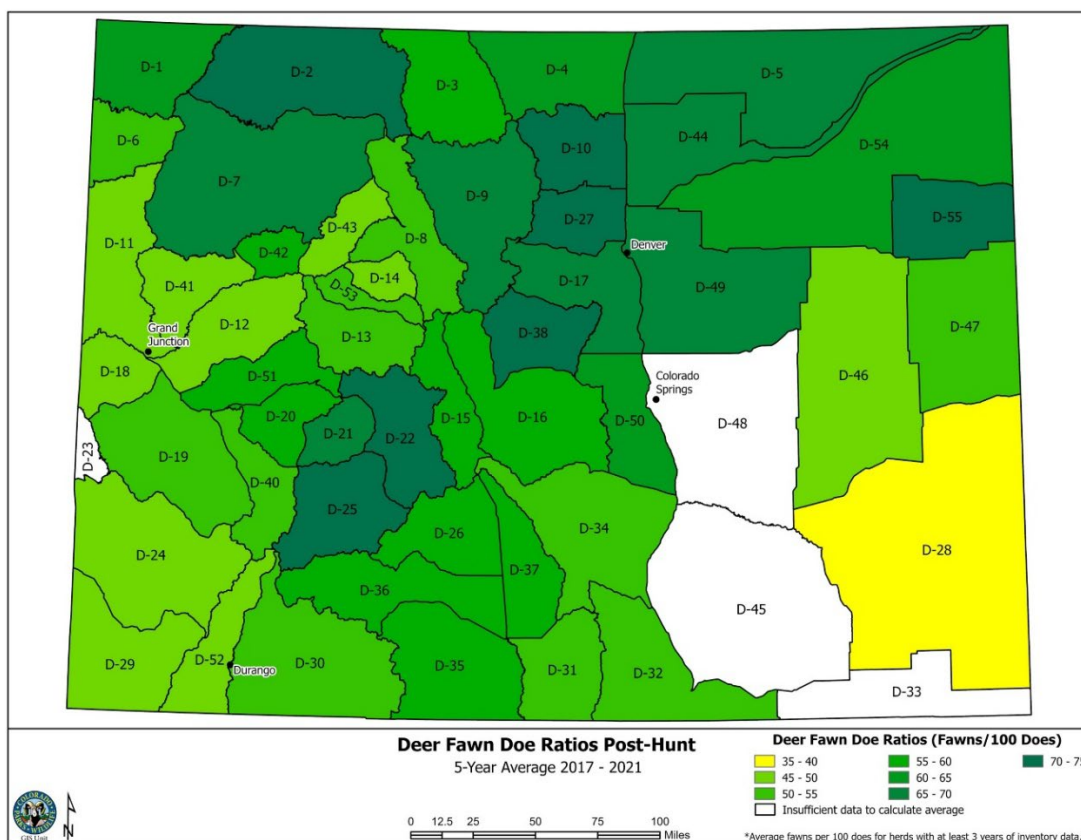 D-1
D-2
D-3
D-4
D-5
D-6
D-44
D-10
D-54
D-7
D-9
D-55
D-27
D-43
D-11
D-8
Denver
D-42
D-14
D-17
D-41
D-53
D-49
D-12
Grand
Junction
D-13
D-38
D-47
D-18
D-51
D-46
Colorado
Springs
D-20
D-15
D-16
D-48
D-50
D-21
D-22
D-23
D-19
D-40
D-25
D-34
D-26
D-24
D-28
D-37
D-36
D-45
D-29
D-52
Durango
D-30
D-35
D-31
D-32
D-33
Deer Fawn Doe Ratios Post-Hunt
5-Year Average 2017 - 2021
Deer Fawn Doe Ratios (Fawns/100 Does)
35 - 40
45 - 50
50 - 55
55 - 60
60 - 65
65 - 70
70 - 75
Insufficient data to calculate average
0 12.5 25 50 75 100
Miles
*Average fawns per 100 does for herds with at least 3 years of inventory data.
COLORADO
GIS Unit
N